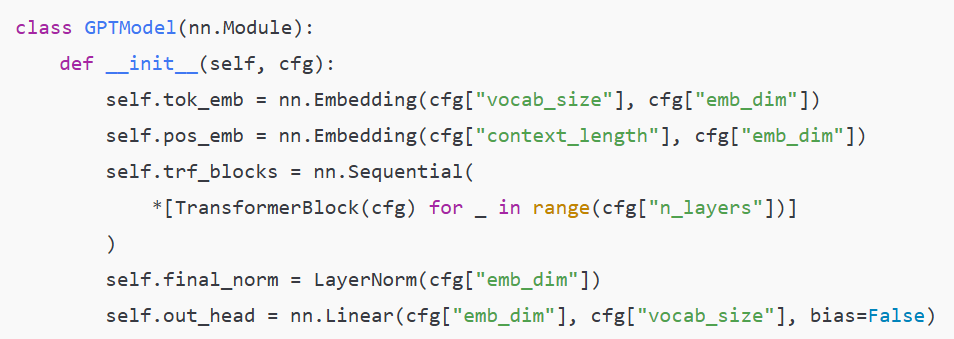 class GPTModel(nn.Module):
    def __init__(self, cfg):
        self.tok_emb = nn.Embedding(cfg["vocab_size"], cfg["emb_dim"])
        self.pos_emb = nn.Embedding(cfg["context_length"], cfg["emb_dim"])
        self.trf_blocks = nn.Sequential(
            *[TransformerBlock(cfg) for _ in range(cfg["n_layers"])]
        )
        self.final_norm = LayerNorm(cfg["emb_dim"])
        self.out_head = nn.Linear(cfg["emb_dim"], cfg["vocab_size"], bias=False)